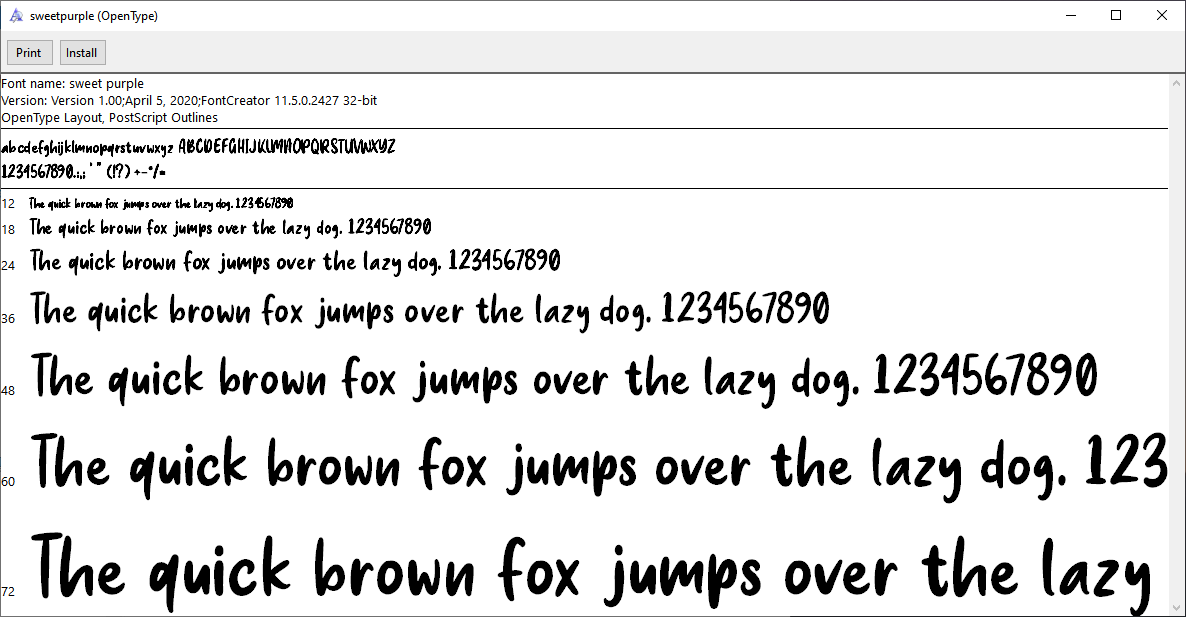 sweetpurple (OpenType)
Print Install
Font name: sweet purple
Version: Version 1.00;April 5, 2020;FontCreator 11.5.0.2427 32-bit
OpenType Layout, PostScript Outlines
abcdefghijklmnopqrstuvwxyz ABCDEFGHIJKLMNOPQRSTUVWXYZ
1234567890.:,; ' " (!?) +-*/=
12 The quick brown fox jumps over the lazy dog. 1234567890
18 The quick brown fox jumps over the lazy dog. 1234567890
24 The quick brown fox jumps over the lazy dog. 1234567890
36 The quick brown fox jumps over the lazy dog. 1234567890
48 The quick brown fox jumps over the lazy dog. 1234567890
60 The quick brown fox jumps over the lazy dog. 123
72 The quick brown fox jumps over the lazy